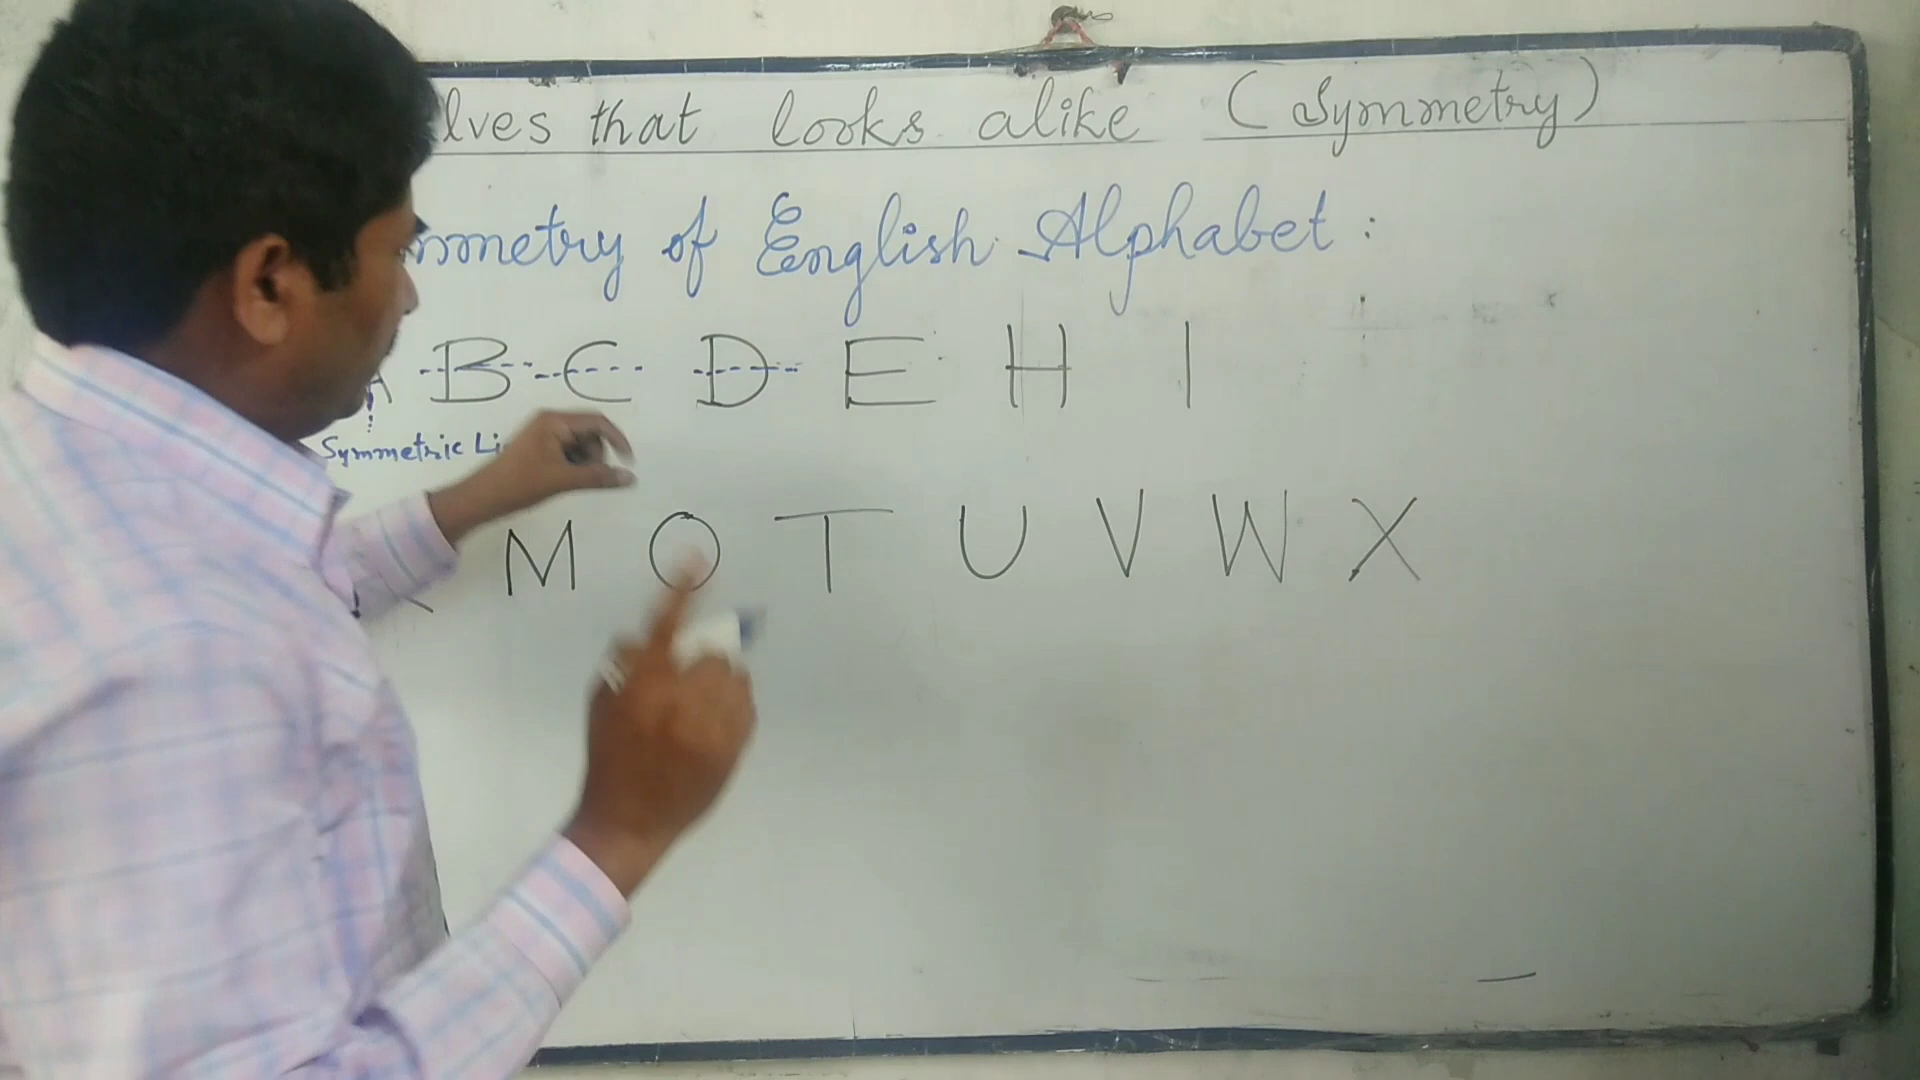 lves that looks alike (Symmetry)
mmetry of English Alphabet:
A B C D E H I
Symmetric Li
M O T U V W X